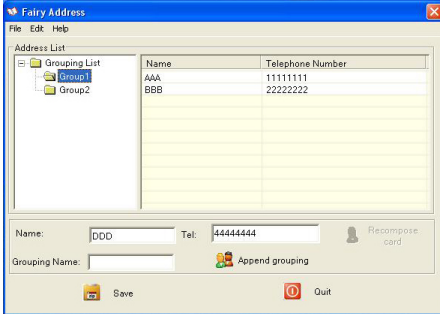 Fairy Address
File Edit Help
Address List
Grouping List
Group1
Group2
Name Telephone Number
AAA 11111111
BBB 22222222
Name: DDD Tel: 44444444 Recompose card
Grouping Name: Append grouping
Save Quit